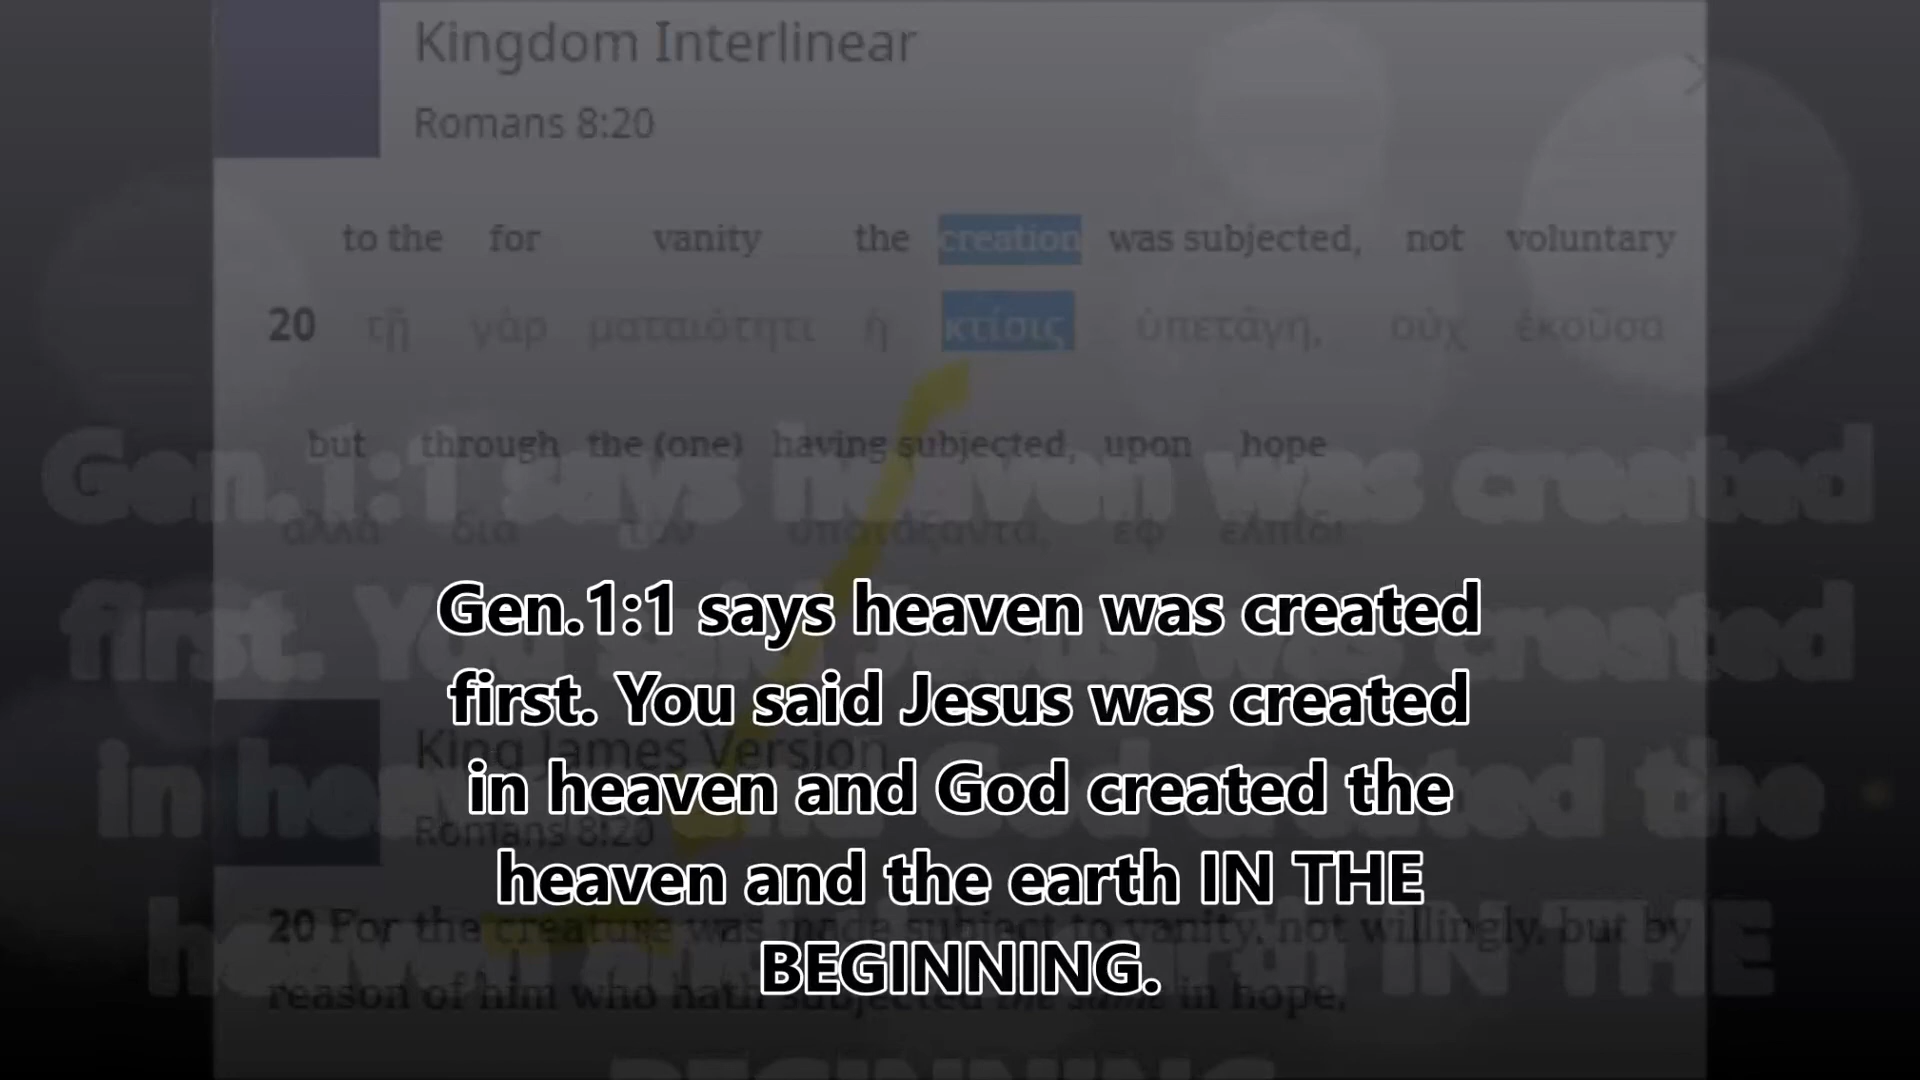 Kingdom Interlinear
Romans 8:20
to the for vanity the creation was subjected, not voluntary
20 τῇ γὰρ ματαιότητι ἡ κτίσις ὑπετάγη, οὐχ ἑκοῦσα
but through the (one) having subjected, upon hope
ἀλλὰ διὰ τὸν ὑποτάξαντα, ἐφ' ἐλπίδι
Gen.1:1 says heaven was created
first. You said Jesus was created
in heaven and God created the
heaven and the earth IN THE
BEGINNING.
King James Version
Romans 8:20
20 For the creature was made subject to vanity, not willingly, but by
reason of him who hath subjected the same in hope,